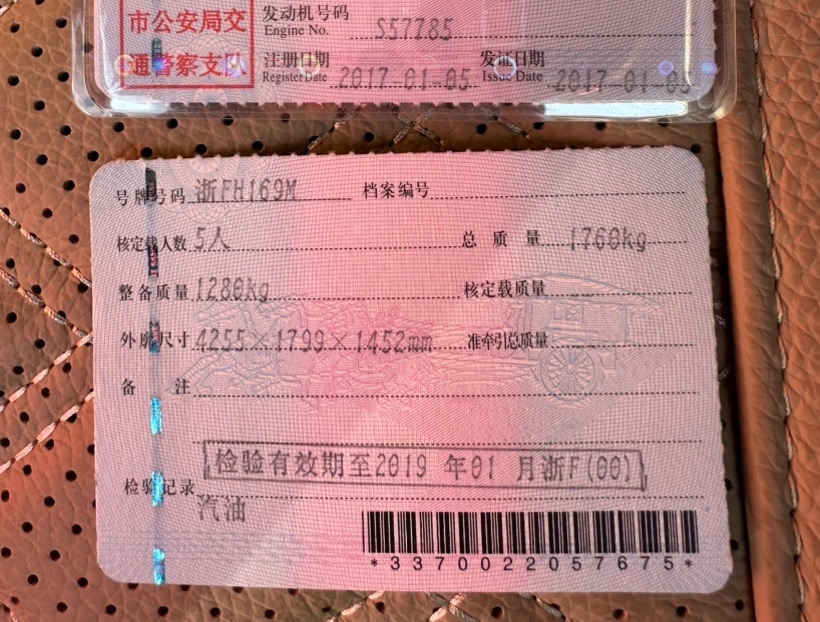 市公安局交
通警察支队
发动机号码
Engine No. S57785
注册日期
Register Date 2017-01-05
发证日期
Issue Date 2017-01-05
号牌号码 浙FH169M 档案编号
核定载人数 5人 总质量 1760kg
整备质量 1280kg 核定载质量
外廓尺寸 4255×1799×1452mm 准牵引总质量
备注
检验有效期至2019 年01 月浙F(00)
检验记录
汽油
*3370022057675*